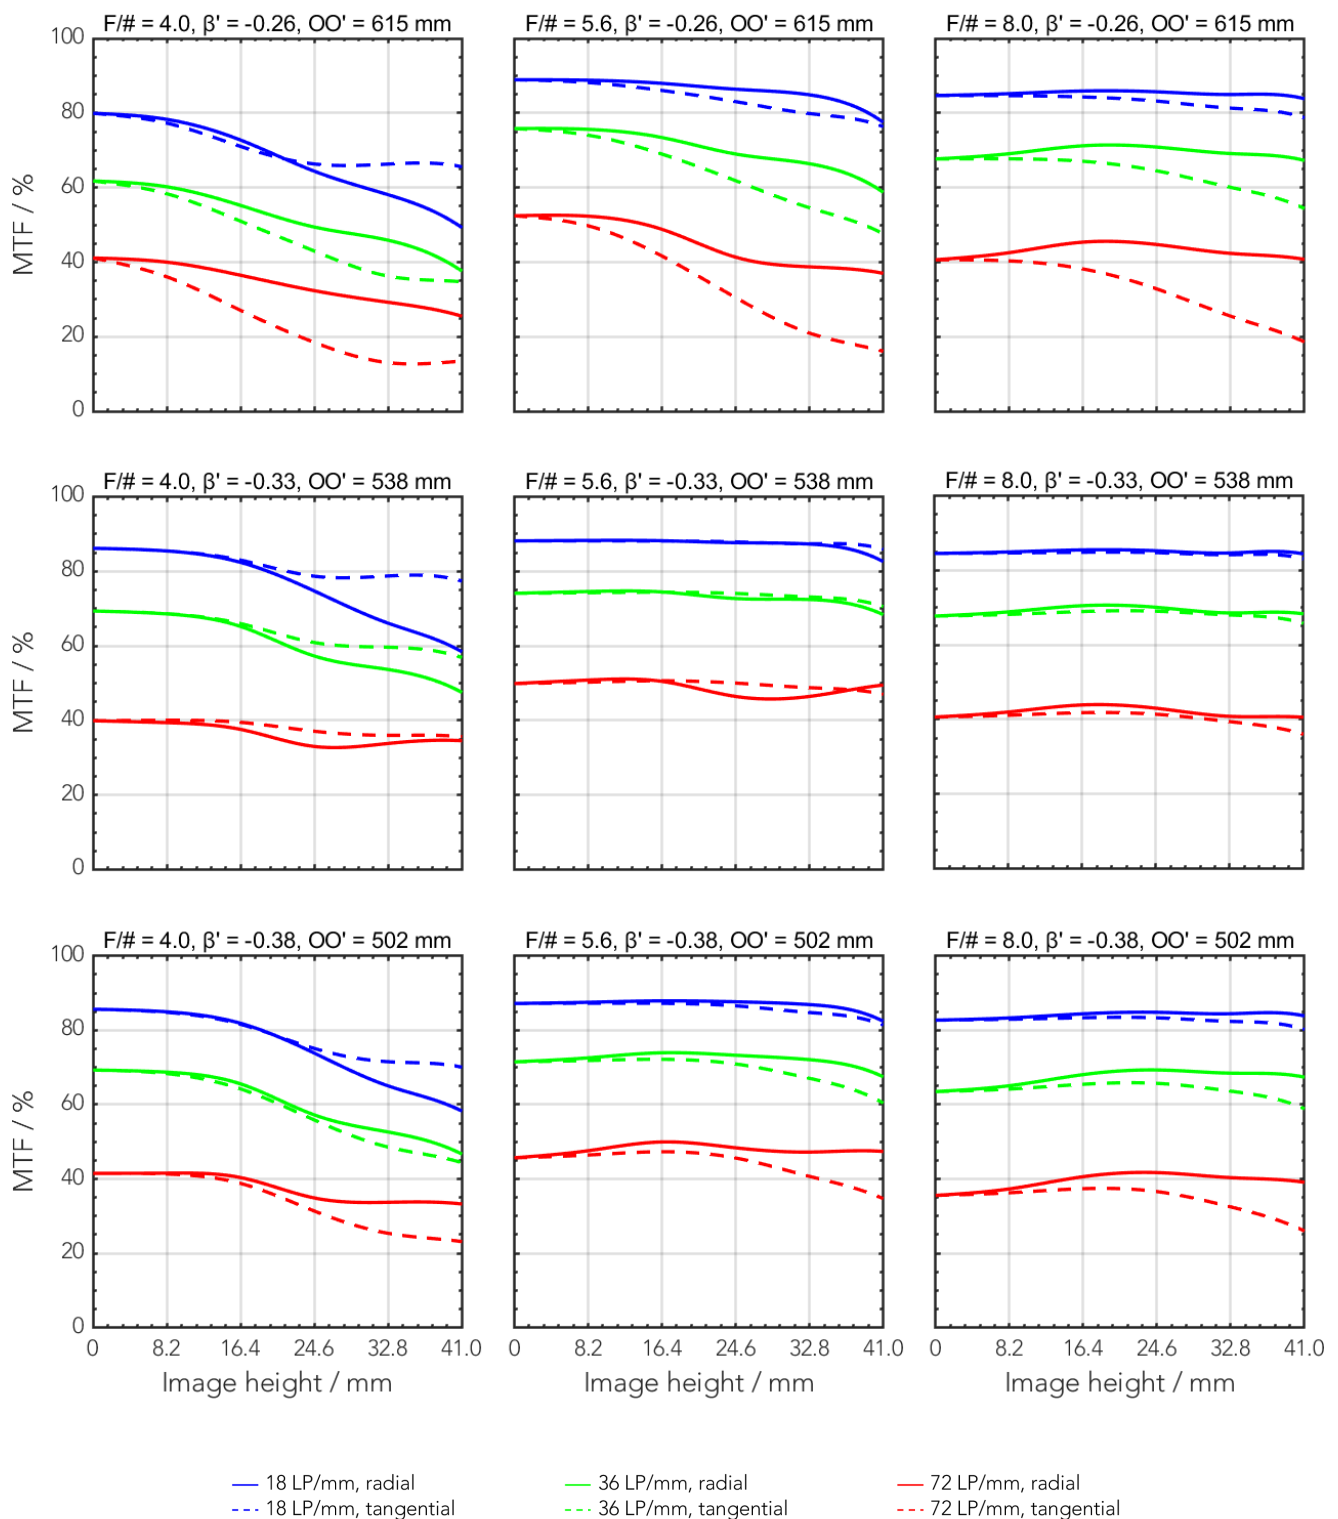 F/# = 4.0, β' = -0.26, OO' = 615 mm
F/# = 5.6, β' = -0.26, OO' = 615 mm
F/# = 8.0, β' = -0.26, OO' = 615 mm
100
80
60
40
20
0
MTF / %
F/# = 4.0, β' = -0.33, OO' = 538 mm
F/# = 5.6, β' = -0.33, OO' = 538 mm
F/# = 8.0, β' = -0.33, OO' = 538 mm
100
80
60
40
20
0
MTF / %
F/# = 4.0, β' = -0.38, OO' = 502 mm
F/# = 5.6, β' = -0.38, OO' = 502 mm
F/# = 8.0, β' = -0.38, OO' = 502 mm
100
80
60
40
20
0
MTF / %
0 8.2 16.4 24.6 32.8 41.0
0 8.2 16.4 24.6 32.8 41.0
0 8.2 16.4 24.6 32.8 41.0
Image height / mm
Image height / mm
Image height / mm
18 LP/mm, radial
18 LP/mm, tangential
36 LP/mm, radial
36 LP/mm, tangential
72 LP/mm, radial
72 LP/mm, tangential